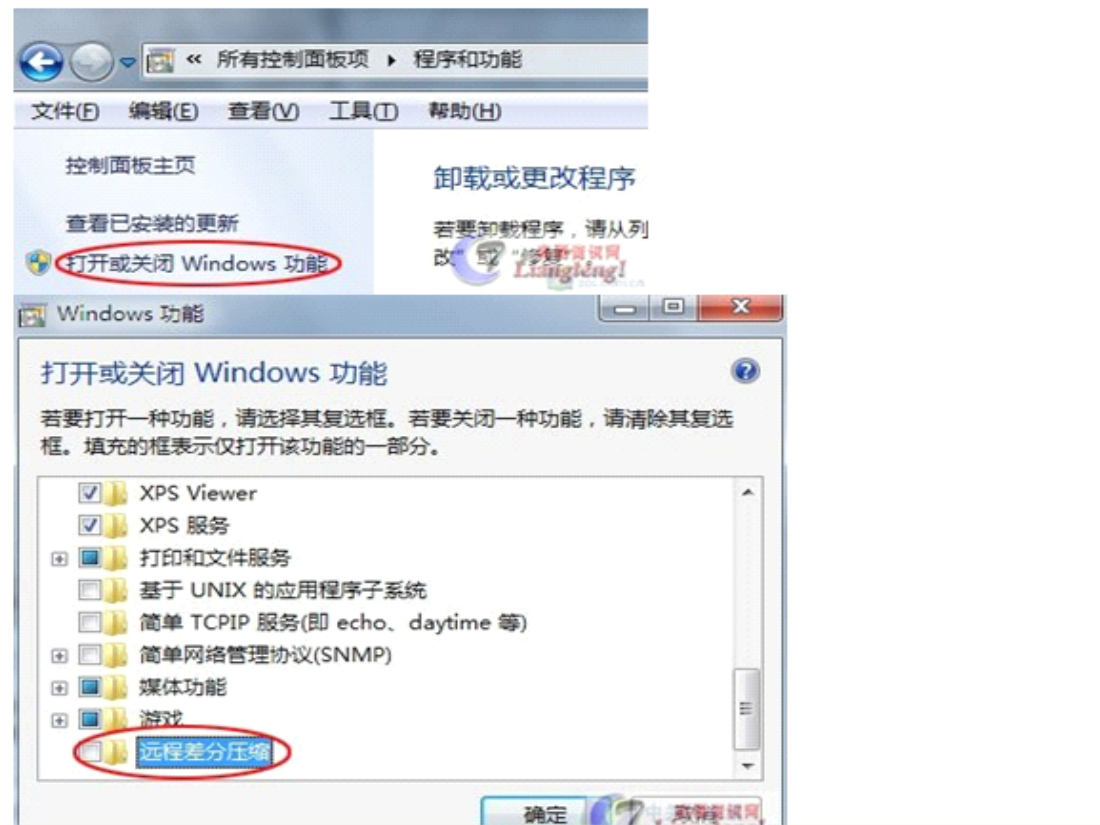 « 所有控制面板项 ▸ 程序和功能
文件(F) 编辑(E) 查看(V) 工具(T) 帮助(H)
控制面板主页
卸载或更改程序
查看已安装的更新
若要卸载程序，请从列
打开或关闭 Windows 功能
改”或“修复
Windows 功能
打开或关闭 Windows 功能
若要打开一种功能，请选择其复选框。若要关闭一种功能，请清除其复选
框。填充的框表示仅打开该功能的一部分。
XPS Viewer
XPS 服务
打印和文件服务
基于 UNIX 的应用程序子系统
简单 TCPIP 服务(即 echo、daytime 等)
简单网络管理协议(SNMP)
媒体功能
游戏
远程差分压缩
确定 取消